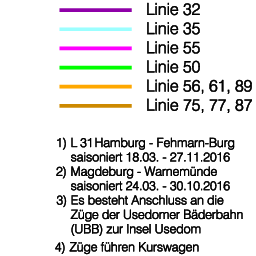 Linie 32
Linie 35
Linie 55
Linie 50
Linie 56, 61, 89
Linie 75, 77, 87
1) L 31 Hamburg - Fehmarn-Burg
saisoniert 18.03. - 27.11.2016
2) Magdeburg - Warnemünde
saisoniert 24.03. - 30.10.2016
3) Es besteht Anschluss an die
Züge der Usedomer Bäderbahn
(UBB) zur Insel Usedom
4) Züge führen Kurswagen